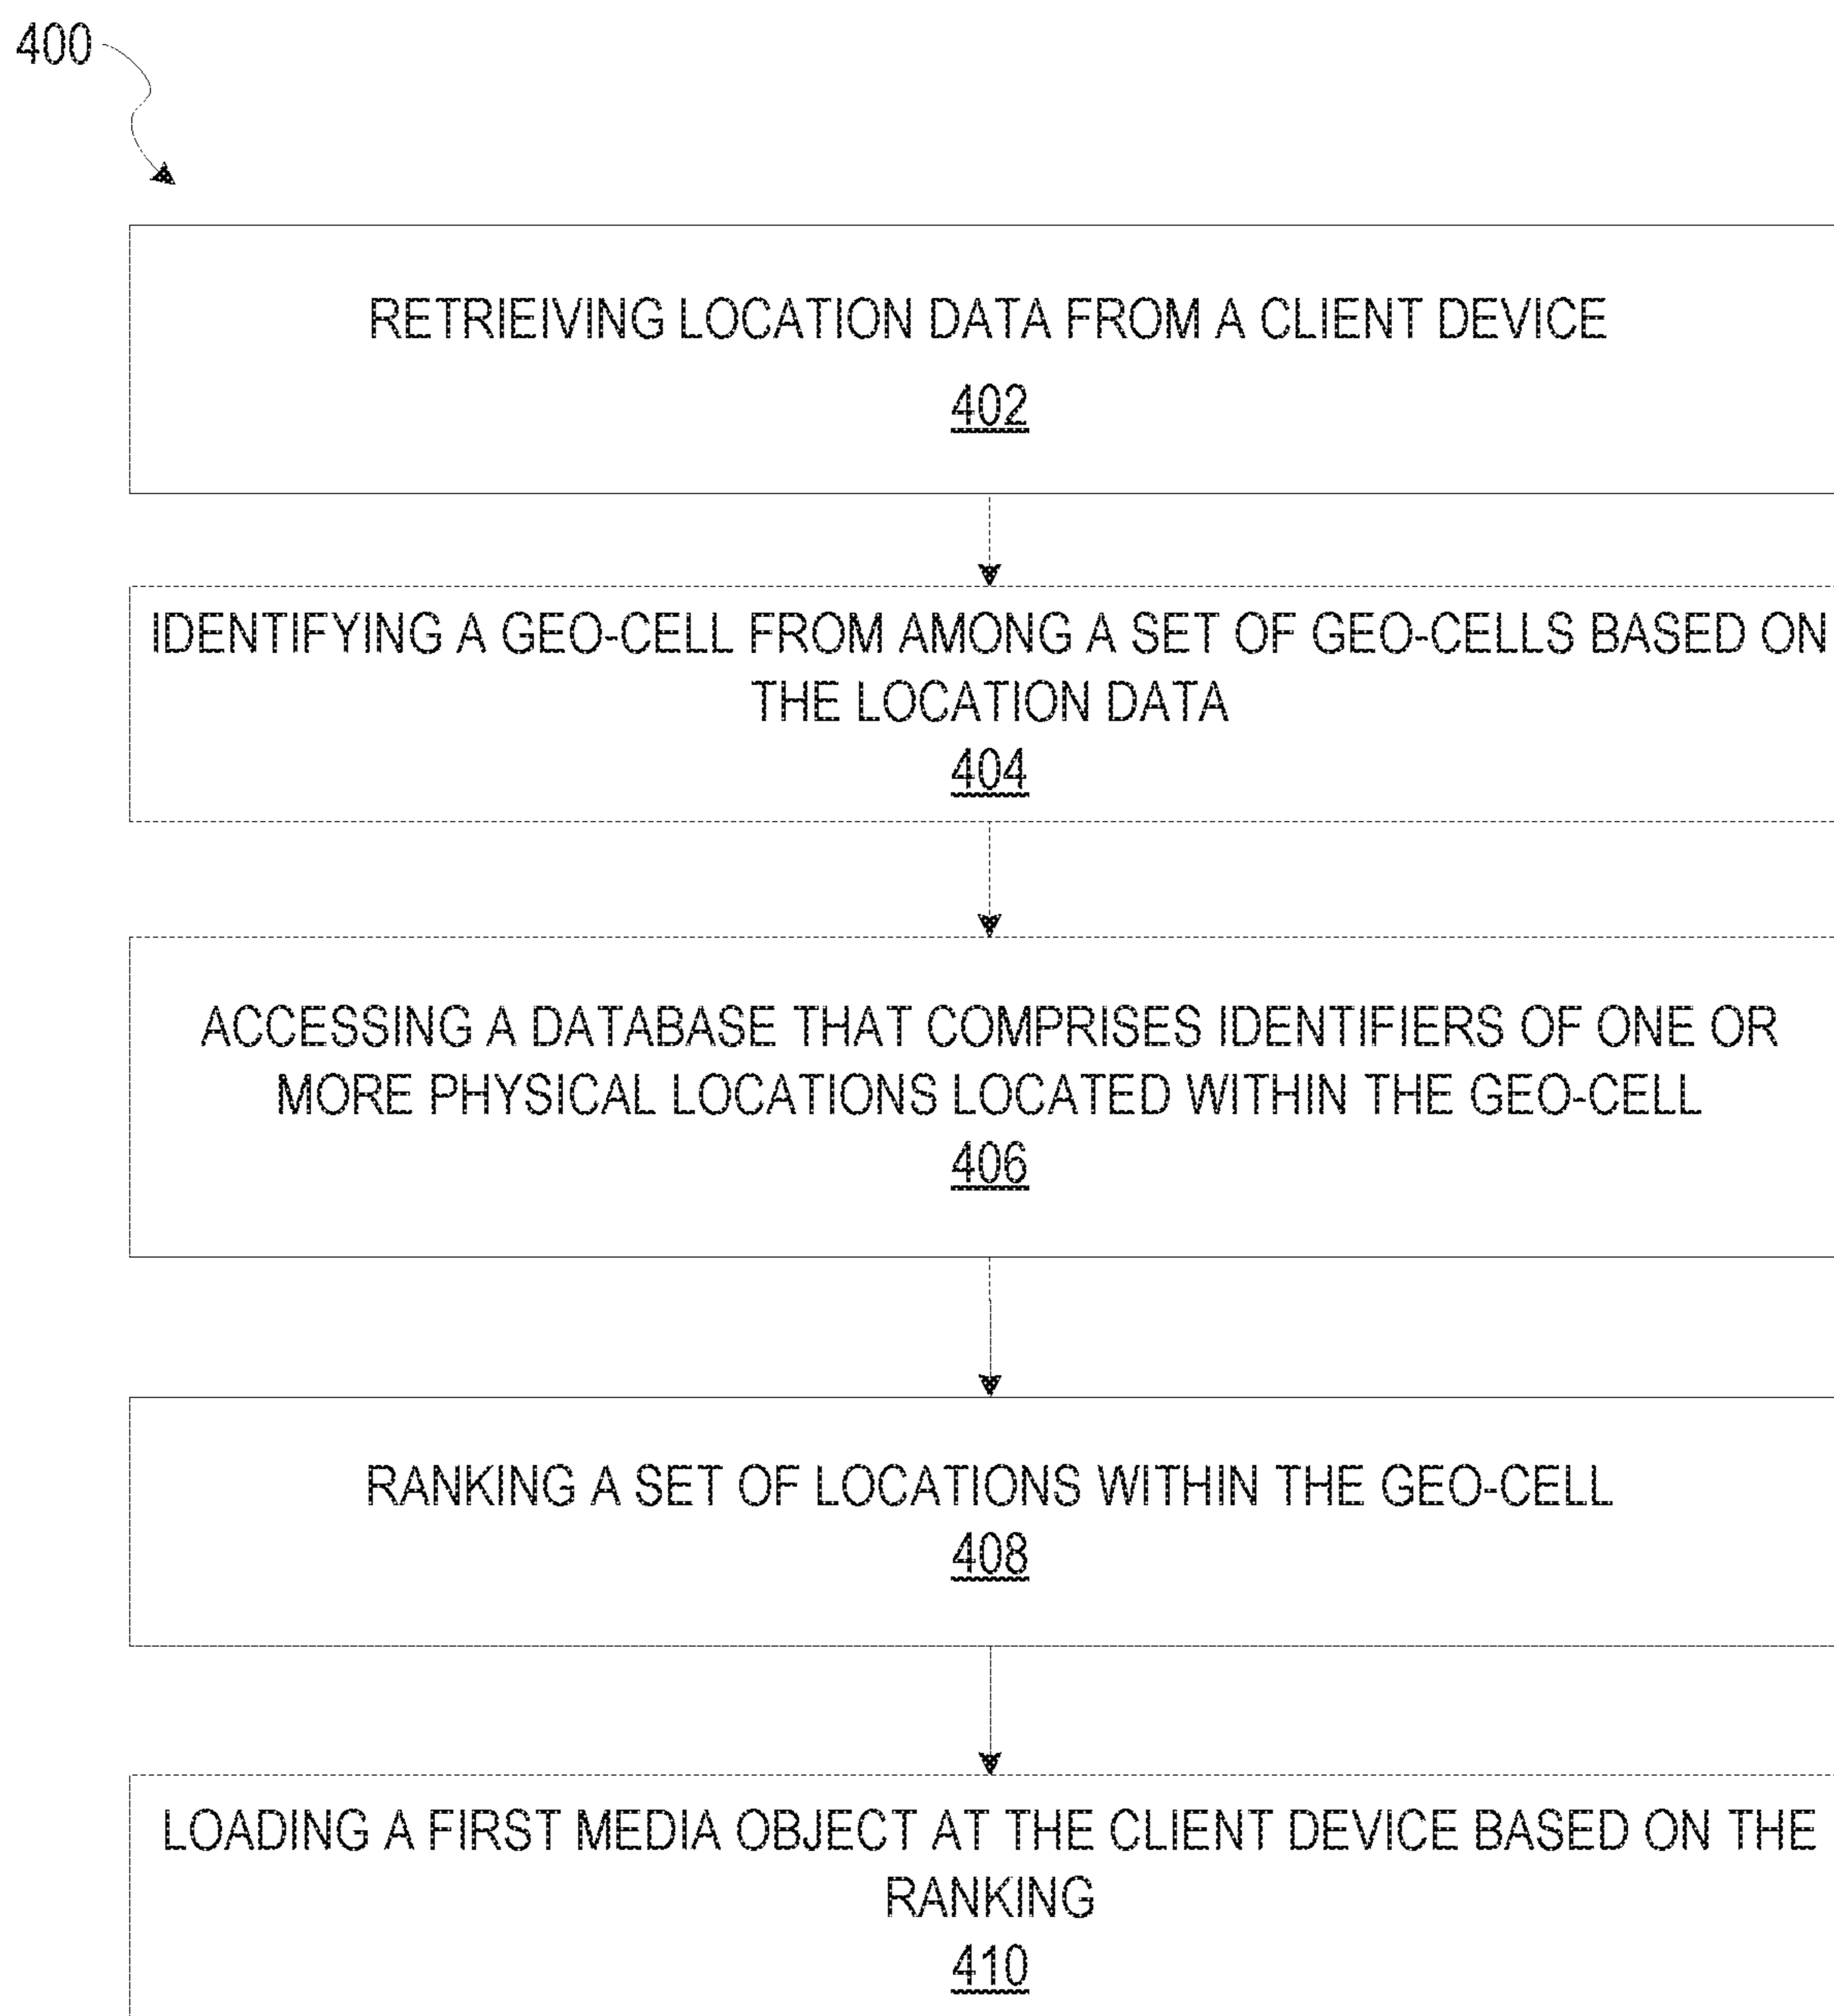 400
RETRIEIVING LOCATION DATA FROM A CLIENT DEVICE
402
IDENTIFYING A GEO-CELL FROM AMONG A SET OF GEO-CELLS BASED ON
THE LOCATION DATA
404
ACCESSING A DATABASE THAT COMPRISES IDENTIFIERS OF ONE OR
MORE PHYSICAL LOCATIONS LOCATED WITHIN THE GEO-CELL
406
RANKING A SET OF LOCATIONS WITHIN THE GEO-CELL
408
LOADING A FIRST MEDIA OBJECT AT THE CLIENT DEVICE BASED ON THE
RANKING
410